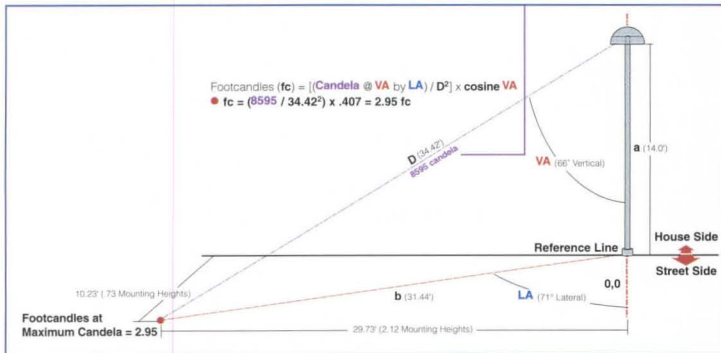 Footcandles (fc) = [(Candela @ VA by LA) / D²] x cosine VA
fc = (8595 / 34.42²) x .407 = 2.95 fc
D (34.42')
8595 candela
a (14.0')
VA (66° Vertical)
House Side
Reference Line
Street Side
0,0
10.23' (.73 Mounting Heights)
b (31.44')
LA (71° Lateral)
Footcandles at
Maximum Candela = 2.95
29.73' (2.12 Mounting Heights)